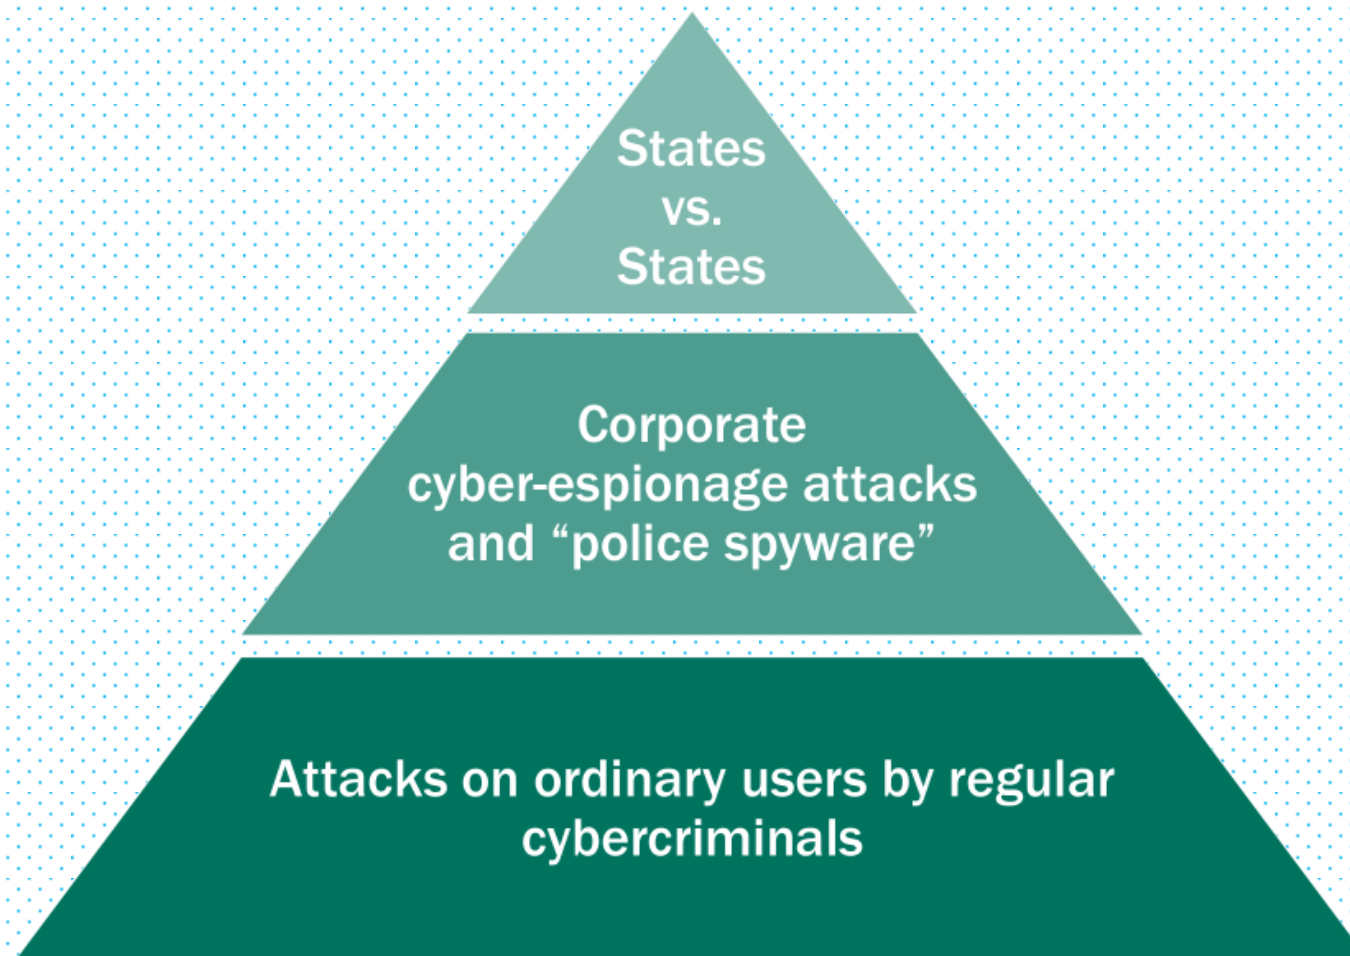 States
vs.
States
Corporate
cyber-espionage attacks
and “police spyware”
Attacks on ordinary users by regular
cybercriminals